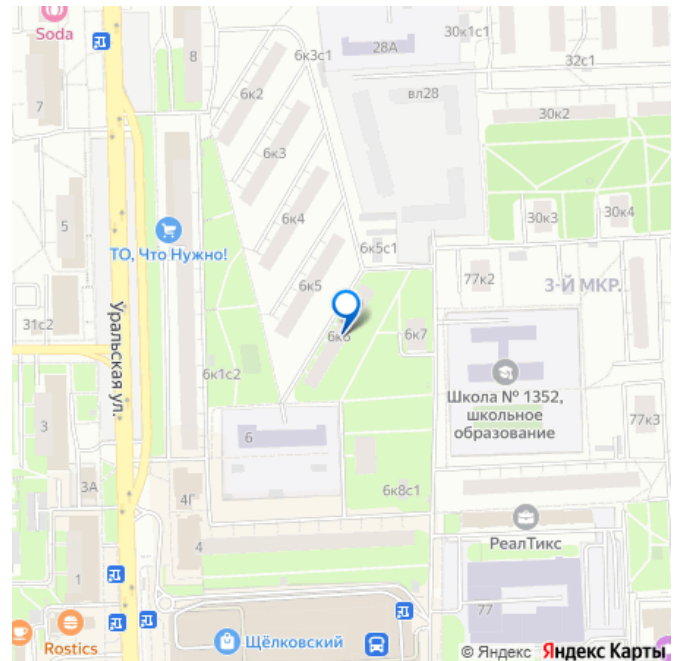 Soda
28А
30к1с1
6к3с1
32с1
8
7
6к2
вл28
30к2
6к3
5
6к4
30к3
30к4
6к5с1
ТО, Что Нужно!
77к2
3-Й МКР.
6к5
31с2
Уральская ул.
6к6
6к7
6к1с2
Школа № 1352,
школьное
образование
77к3
3
6
3А
4Г
6к8с1
РеалТикс
4
1
77
Rostics
Щёлковский
© Яндекс Яндекс Карты